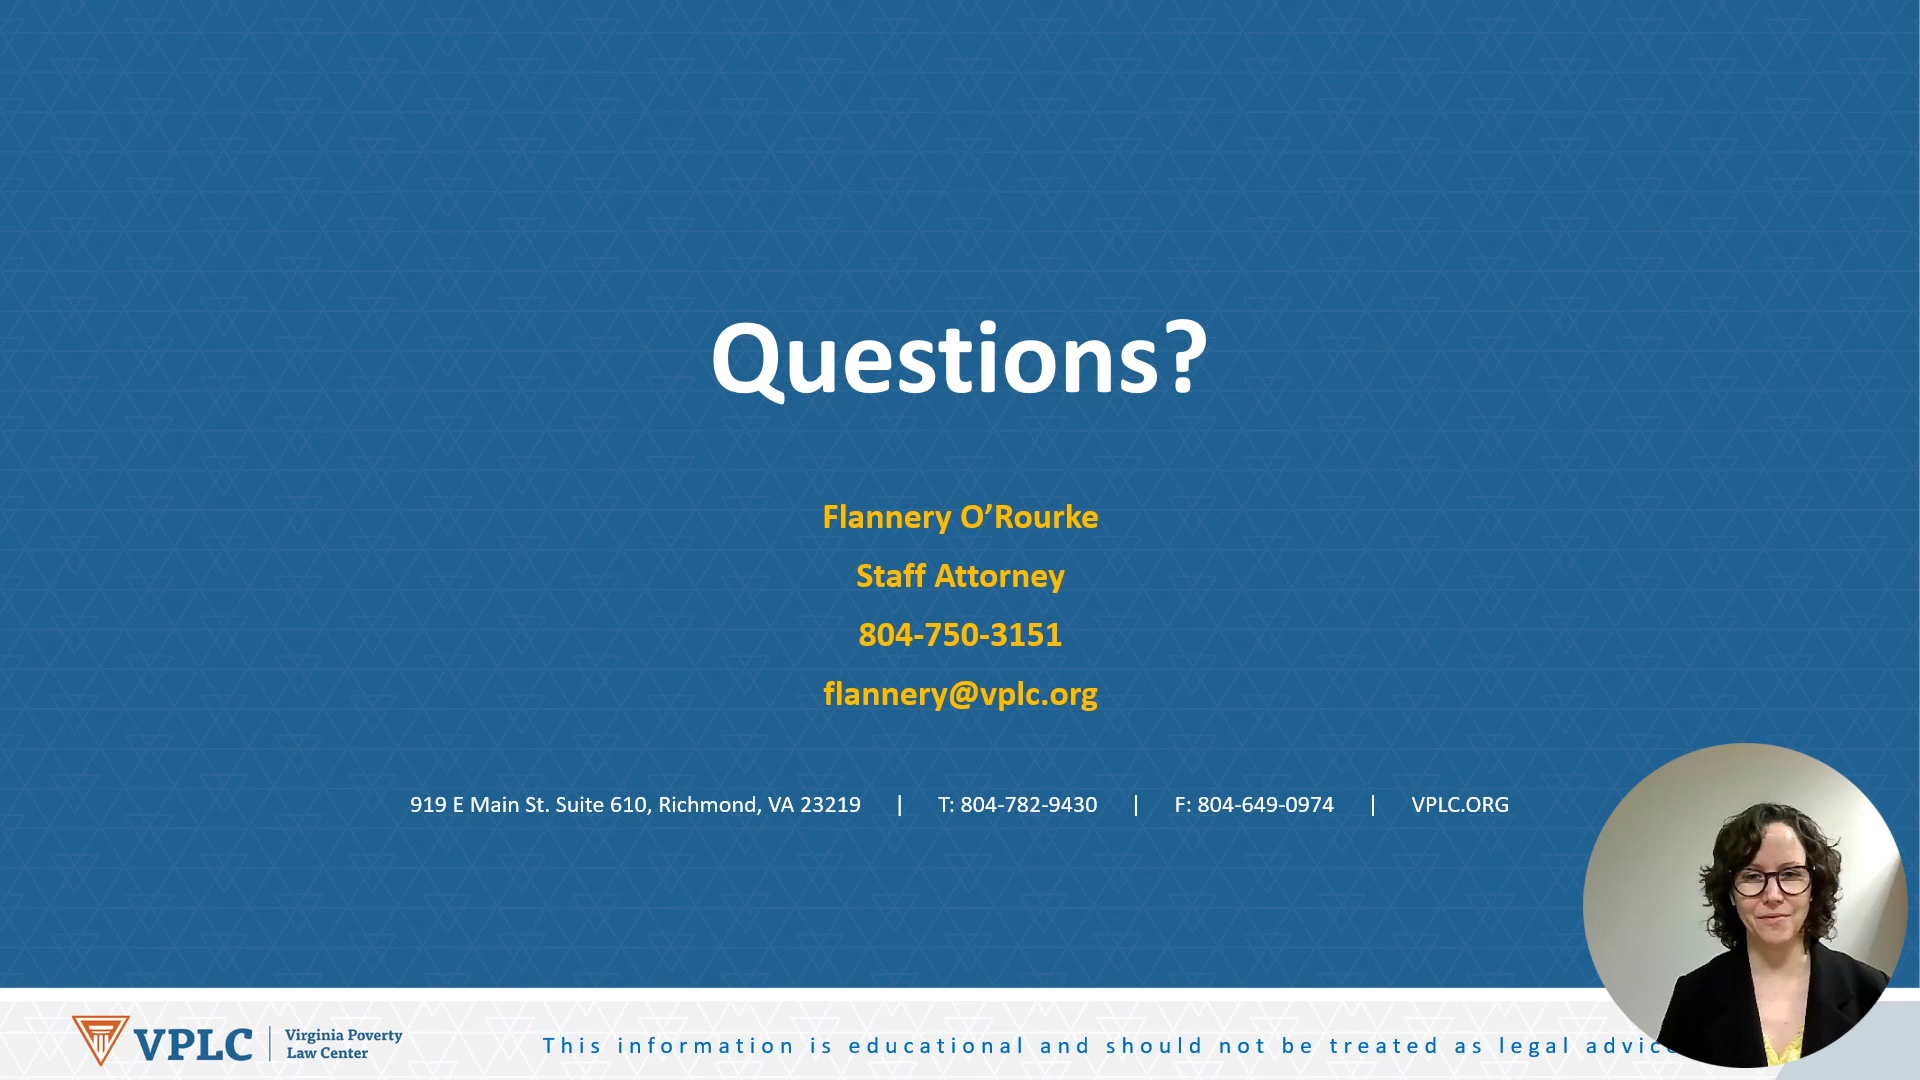 Questions?
Flannery O’Rourke
Staff Attorney
804-750-3151
flannery@vplc.org
919 E Main St. Suite 610, Richmond, VA 23219 | T: 804-782-9430 | F: 804-649-0974 | VPLC.ORG
VPLC | Virginia Poverty
Law Center
This information is educational and should not be treated as legal